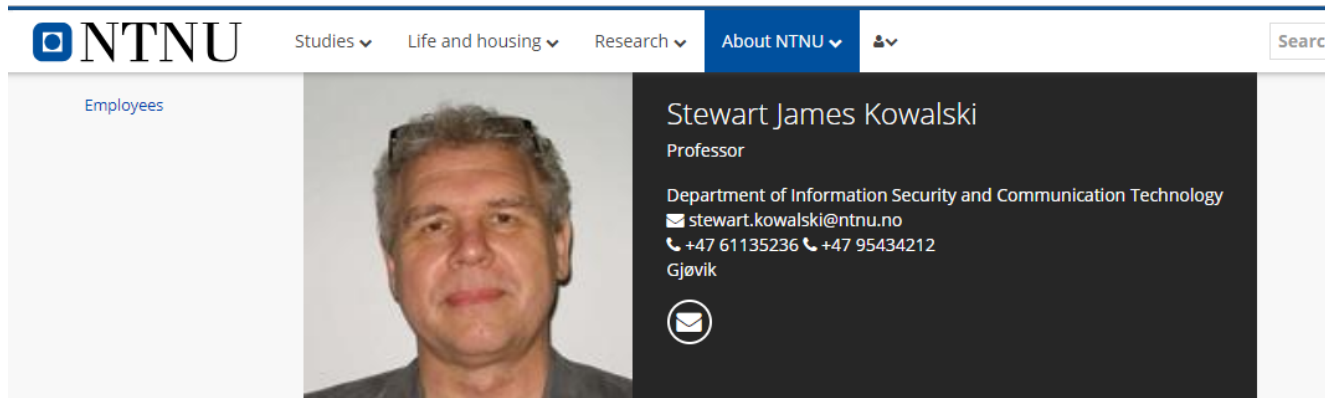 NTNU
Studies
Life and housing
Research
About NTNU
Searc
Employees
Stewart James Kowalski
Professor
Department of Information Security and Communication Technology
stewart.kowalski@ntnu.no
+47 61135236 +47 95434212
Gjøvik